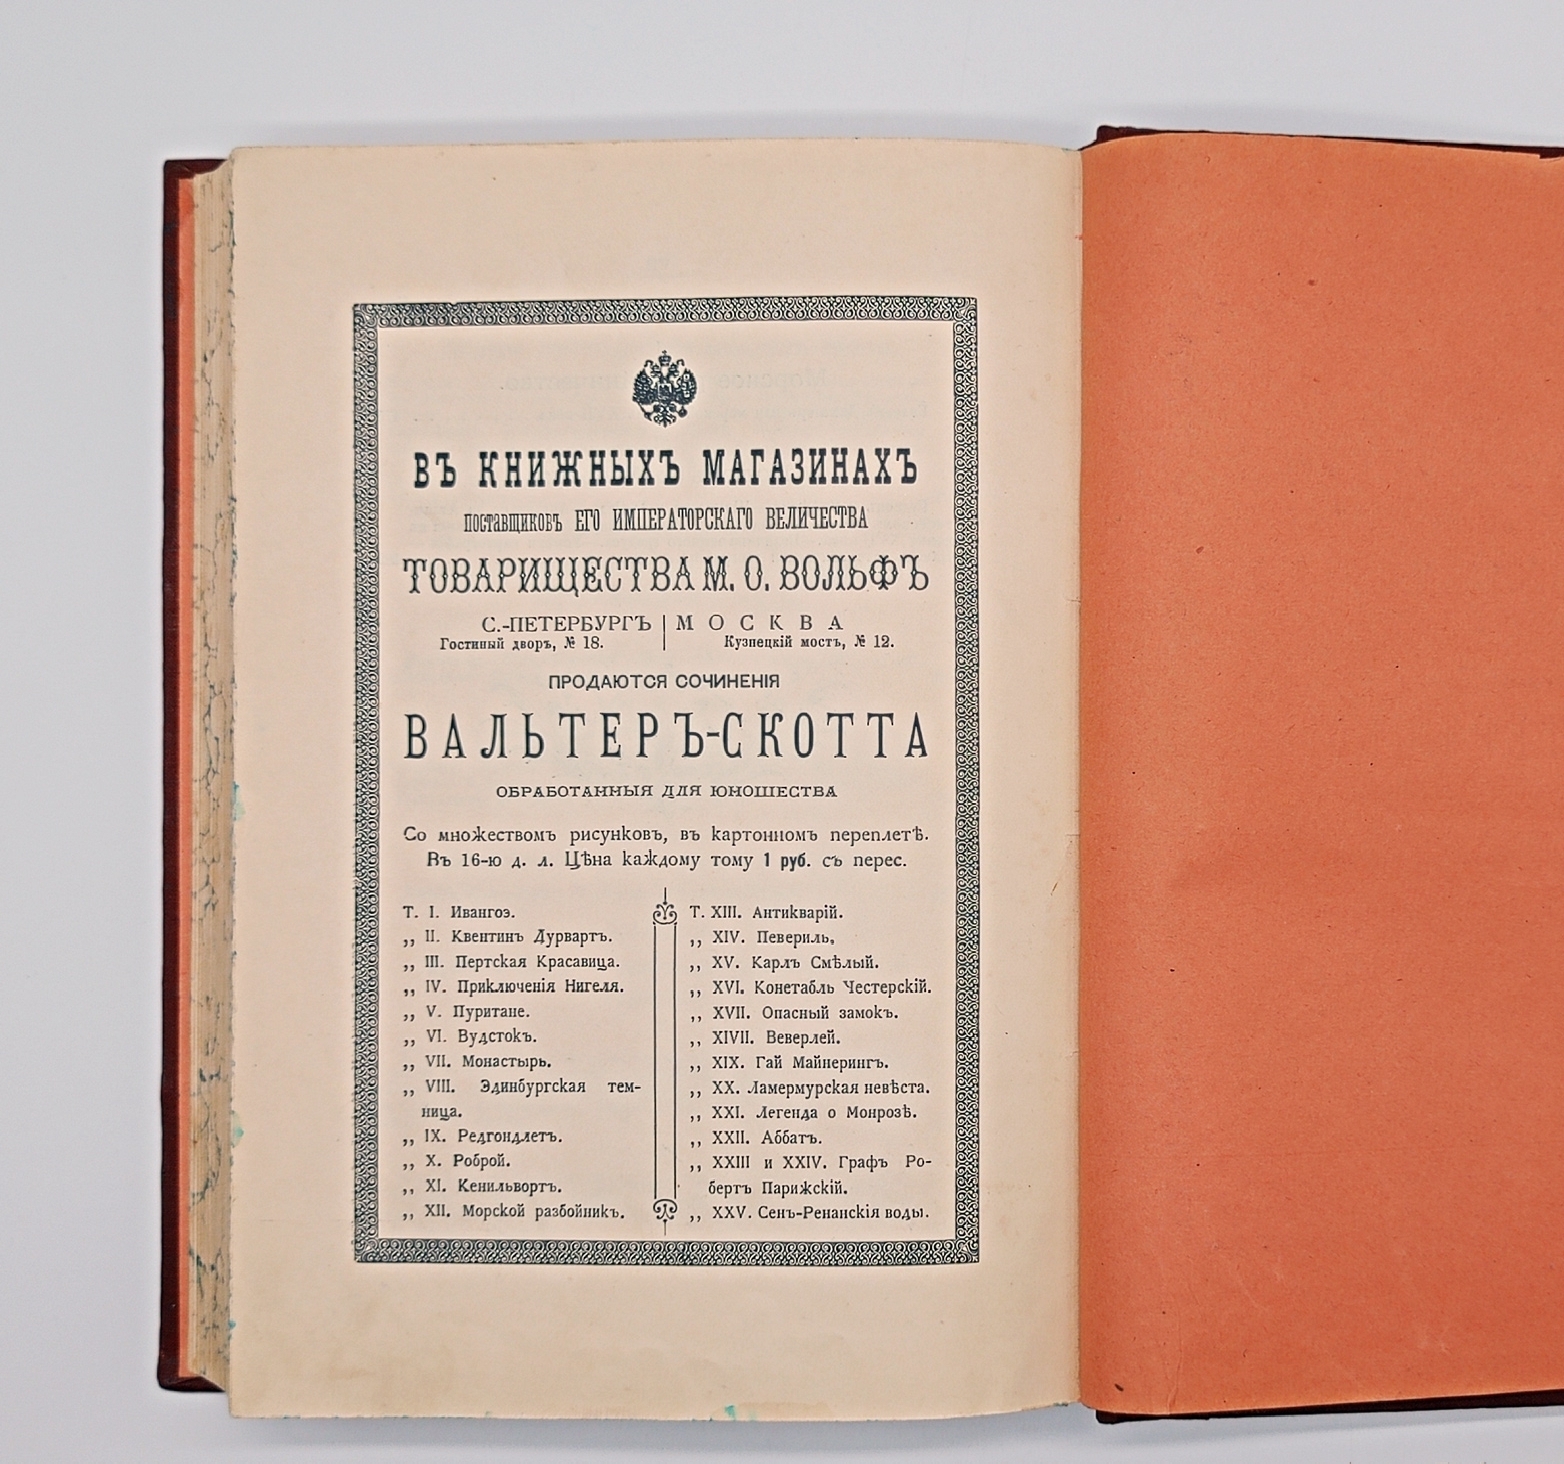 ВЪ КНИЖНЫХЪ МАГАЗИНАХЪ
ПОСТАВЩИКОВЪ ЕГО ИМПЕРАТОРСКАГО ВЕЛИЧЕСТВА
ТОВАРИЩЕСТВА М. О. ВОЛЬФЪ
С.-ПЕТЕРБУРГЪ
Гостиный дворъ, № 18.
МОСКВА
Кузнецкій мостъ, № 12.
ПРОДАЮТСЯ СОЧИНЕНІЯ
ВАЛЬТЕРЪ-СКОТТА
ОБРАБОТАННЫЯ ДЛЯ ЮНОШЕСТВА
Со множествомъ рисунковъ, въ картонномъ переплетѣ.
Въ 16-ю д. л. Цѣна каждому тому 1 руб. съ перес.
Т. I. Ивангоэ.
„ II. Квентинъ Дурвартъ.
„ III. Пертская Красавица.
„ IV. Приключенія Нигеля.
„ V. Пуритане.
„ VI. Вудстокъ.
„ VII. Монастырь.
„ VIII. Эдинбургская тем-
ница.
„ IX. Редгондлетъ.
„ X. Роброй.
„ XI. Кенильвортъ.
„ XII. Морской разбойникъ.
Т. XIII. Антикварій.
„ XIV. Певериль,
„ XV. Карлъ Смѣлый.
„ XVI. Конетабль Честерскій.
„ XVII. Опасный замокъ.
„ XIVII. Веверлей.
„ XIX. Гай Майнерингъ.
„ XX. Ламермурская невѣста.
„ XXI. Легенда о Монрозѣ.
„ XXII. Аббатъ.
„ XXIII и XXIV. Графъ Ро-
бертъ Парижскій.
„ XXV. Сенъ-Ренанскія воды.